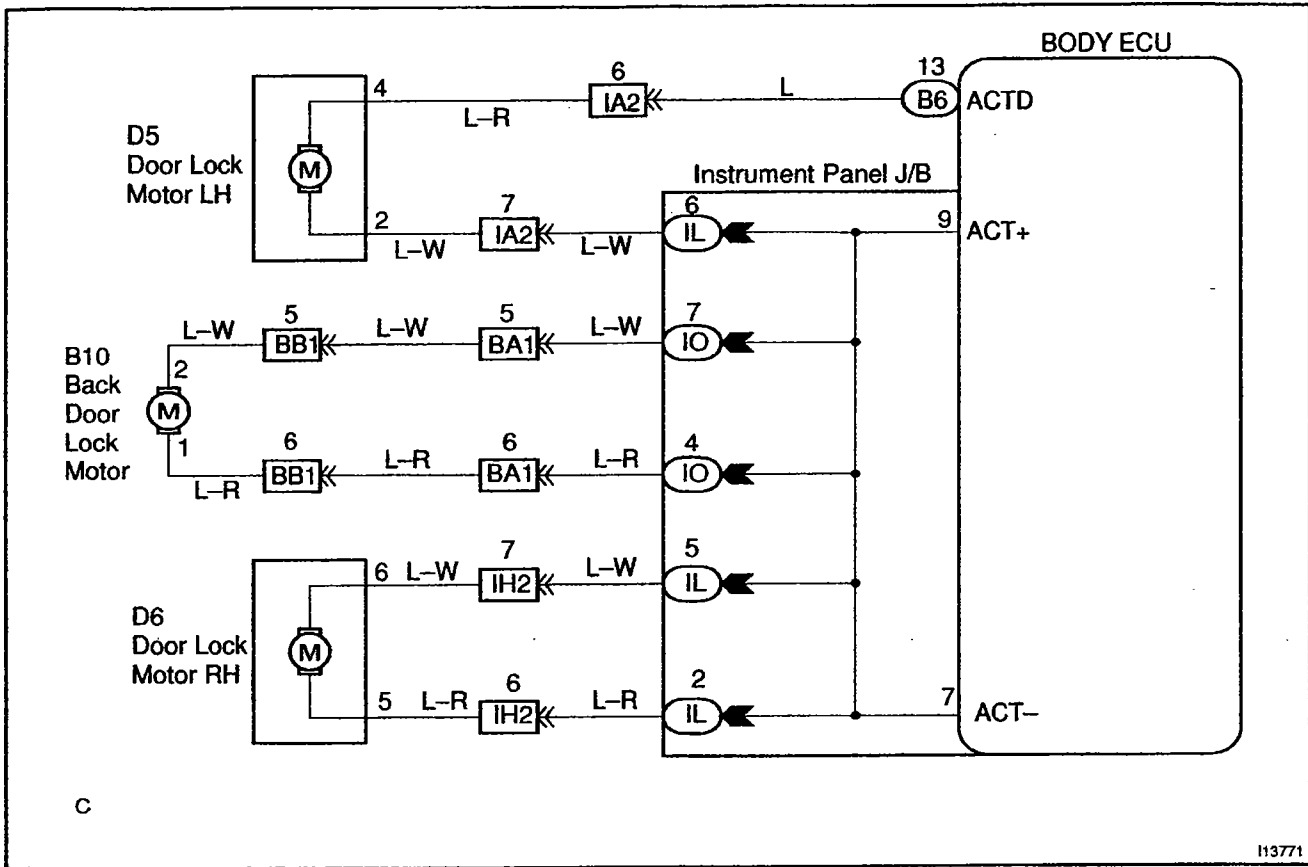 BODY ECU
13
B6
ACTD
L
6
IA2
L–R
4
D5
Door Lock
Motor LH
M
Instrument Panel J/B
2
L–W
7
IA2
L–W
6
IL
9
ACT+
B10
Back
Door
Lock
Motor
M
2
L–W
5
BB1
L–W
5
BA1
L–W
7
IO
1
L–R
6
BB1
L–R
6
BA1
L–R
4
IO
D6
Door Lock
Motor RH
M
6
L–W
7
IH2
L–W
5
IL
5
L–R
6
IH2
L–R
2
IL
7
ACT–
C
I13771